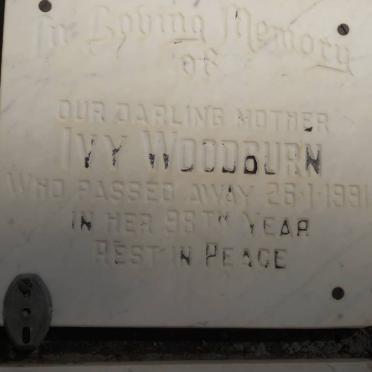 In Loving Memory
OF
OUR DARLING MOTHER
IVY WOODBURN
WHO PASSED AWAY 26·1·1991
IN HER 96TH YEAR
REST IN PEACE